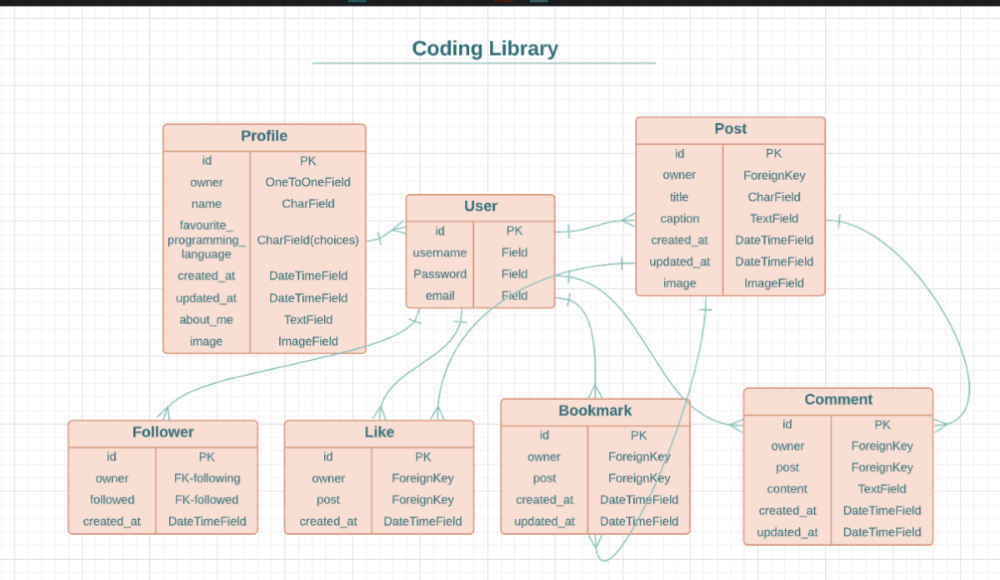 Coding Library
Profile
id PK
owner OneToOneField
name CharField
favourite_
programming_ CharField(choices)
language
created_at DateTimeField
updated_at DateTimeField
about_me TextField
image ImageField
User
id PK
username Field
Password Field
email Field
Post
id PK
owner ForeignKey
title CharField
caption TextField
created_at DateTimeField
updated_at DateTimeField
image ImageField
Follower
id PK
owner FK-following
followed FK-followed
created_at DateTimeField
Like
id PK
owner ForeignKey
post ForeignKey
created_at DateTimeField
Bookmark
id PK
owner ForeignKey
post ForeignKey
created_at DateTimeField
updated_at DateTimeField
Comment
id PK
owner ForeignKey
post ForeignKey
content TextField
created_at DateTimeField
updated_at DateTimeField